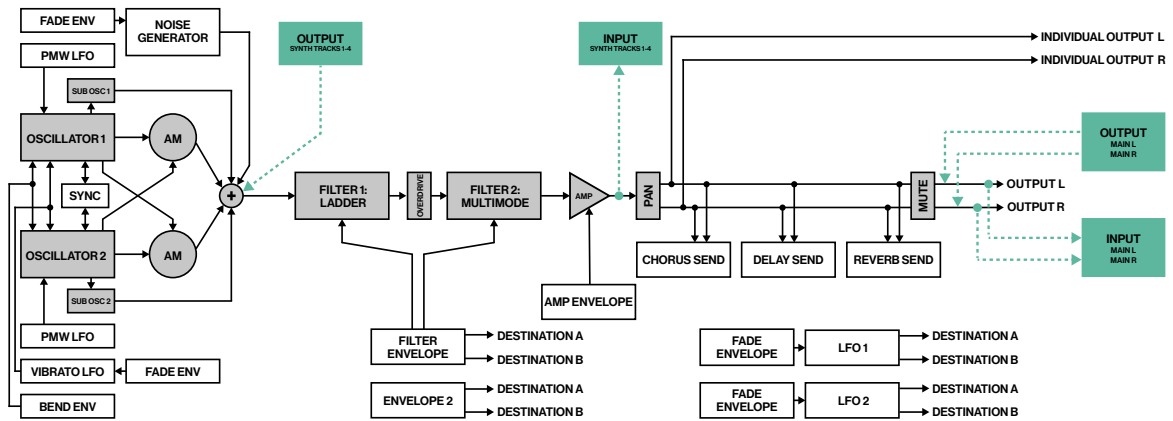 FADE ENV
NOISE
GENERATOR
PMW LFO
SUB OSC 1
OSCILLATOR 1
AM
SYNC
OSCILLATOR 2
AM
SUB OSC 2
PMW LFO
VIBRATO LFO
FADE ENV
BEND ENV
+
OUTPUT
SYNTH TRACKS 1-4
FILTER 1:
LADDER
OVERDRIVE
FILTER 2:
MULTIMODE
AMP
INPUT
SYNTH TRACKS 1-4
PAN
MUTE
INDIVIDUAL OUTPUT L
INDIVIDUAL OUTPUT R
OUTPUT
MAIN L
MAIN R
OUTPUT L
OUTPUT R
INPUT
MAIN L
MAIN R
CHORUS SEND
DELAY SEND
REVERB SEND
AMP ENVELOPE
FILTER
ENVELOPE
DESTINATION A
DESTINATION B
ENVELOPE 2
DESTINATION A
DESTINATION B
FADE
ENVELOPE
LFO 1
DESTINATION A
DESTINATION B
FADE
ENVELOPE
LFO 2
DESTINATION A
DESTINATION B